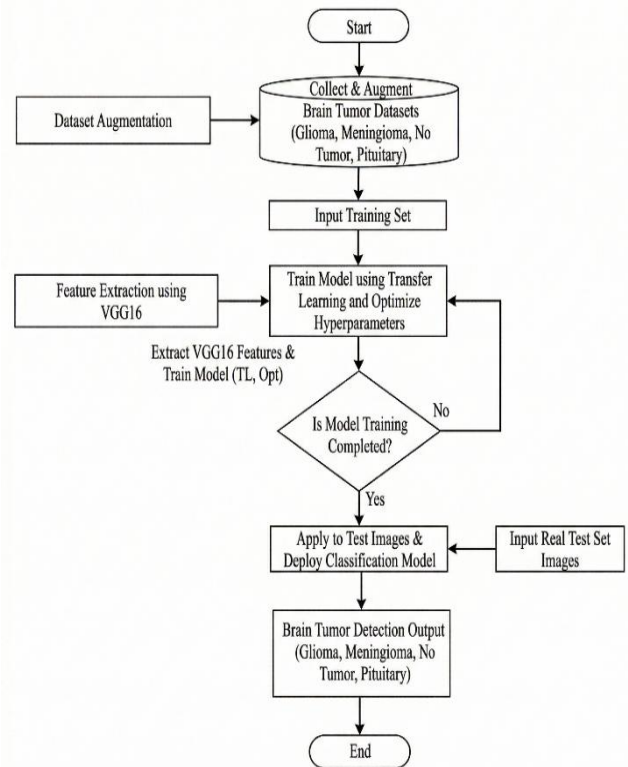 Start
Collect & Augment
Brain Tumor Datasets
(Glioma, Meningioma, No
Tumor, Pituitary)
Dataset Augmentation
Input Training Set
Train Model using Transfer
Learning and Optimize
Hyperparameters
Feature Extraction using
VGG16
Extract VGG16 Features &
Train Model (TL, Opt)
Is Model Training
Completed?
No
Yes
Apply to Test Images &
Deploy Classification Model
Input Real Test Set
Images
Brain Tumor Detection Output
(Glioma, Meningioma, No
Tumor, Pituitary)
End